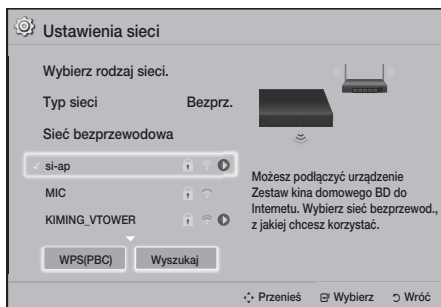 Ustawienia sieci
Wybierz rodzaj sieci.
Typ sieci Bezprz.
Sieć bezprzewodowa
si-ap
MIC
KIMING_VTOWER
WPS(PBC) Wyszukaj
Możesz podłączyć urządzenie
Zestaw kina domowego BD do
Internetu. Wybierz sieć bezprzewod.,
z jakiej chcesz korzystać.
Przenieś Wybierz Wróć